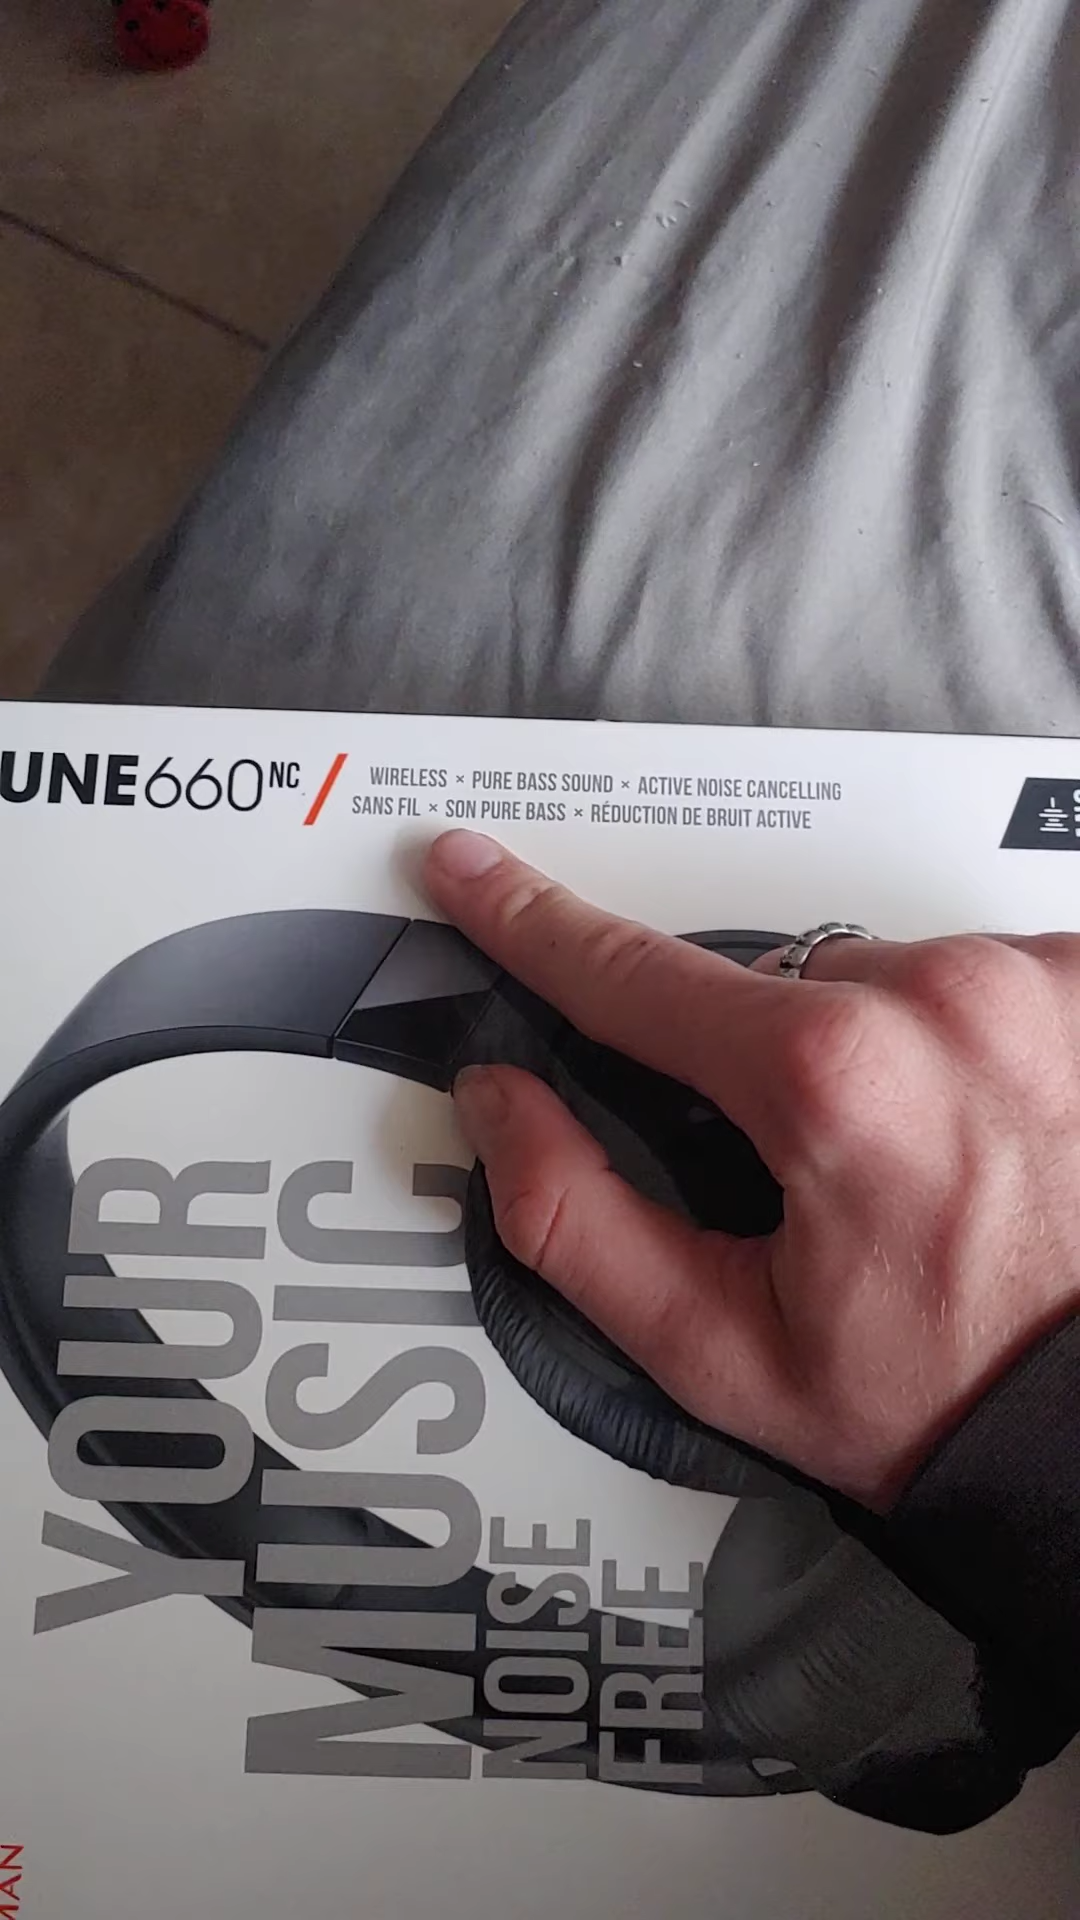 UNE660NC / WIRELESS × PURE BASS SOUND × ACTIVE NOISE CANCELLING
SANS FIL × SON PURE BASS × RÉDUCTION DE BRUIT ACTIVE
YOUR
MUSIC
NOISE
FREE
MAN